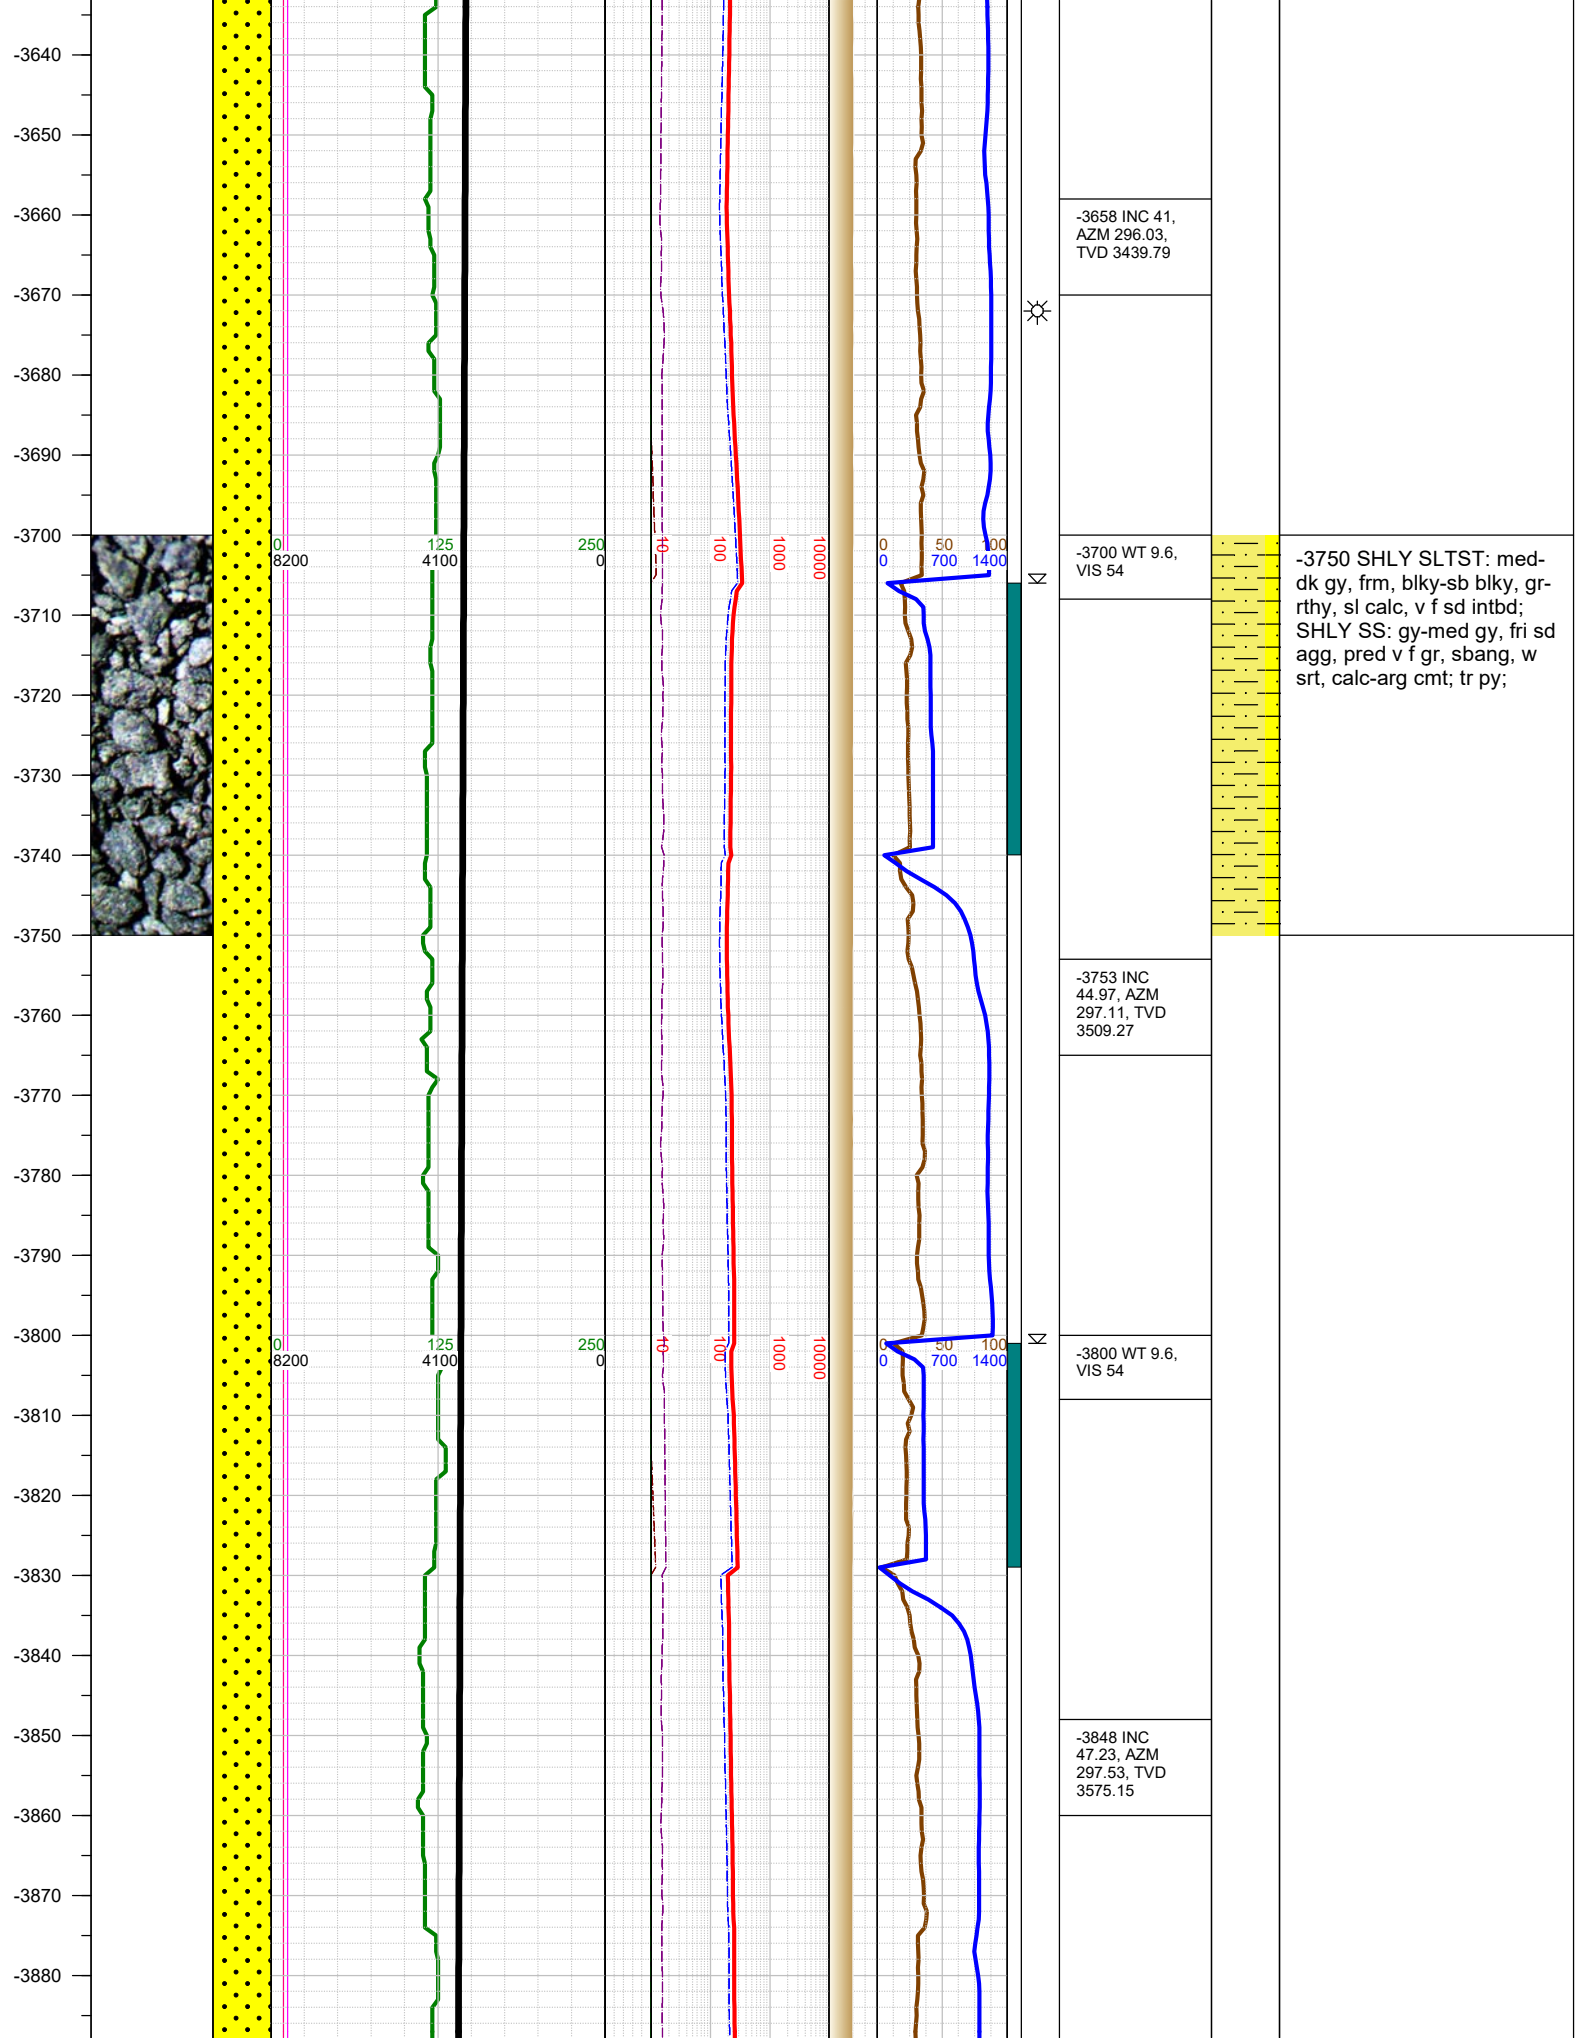 -3640
-3650
-3658 INC 41,
AZM 296.03,
TVD 3439.79
-3660
-3670
-3680
-3690
-3700
0 125 250 10 100 1000 10000 0 50 100
8200 4100 0 0 700 1400
-3700 WT 9.6,
VIS 54
-3750 SHLY SLTST: med-
dk gy, frm, blky-sb blky, gr-
rthy, sl calc, v f sd intbd;
SHLY SS: gy-med gy, fri sd
agg, pred v f gr, sbang, w
srt, calc-arg cmt; tr py;
-3710
-3720
-3730
-3740
-3750
-3753 INC
44.97, AZM
297.11, TVD
3509.27
-3760
-3770
-3780
-3790
-3800
0 125 250 10 100 1000 10000 0 50 100
8200 4100 0 0 700 1400
-3800 WT 9.6,
VIS 54
-3810
-3820
-3830
-3840
-3848 INC
47.23, AZM
297.53, TVD
3575.15
-3850
-3860
-3870
-3880